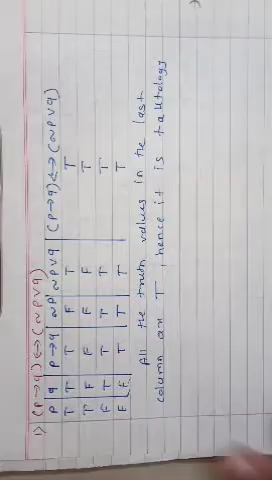 1) (P→q)↔(~P∨q)
P q P→q ~P ~P∨q (P→q)↔(~P∨q)
T T T F T T
T F F F F T
F T T T T T
F F T T T T
All the truth values in the last
column are T, hence it is tautology